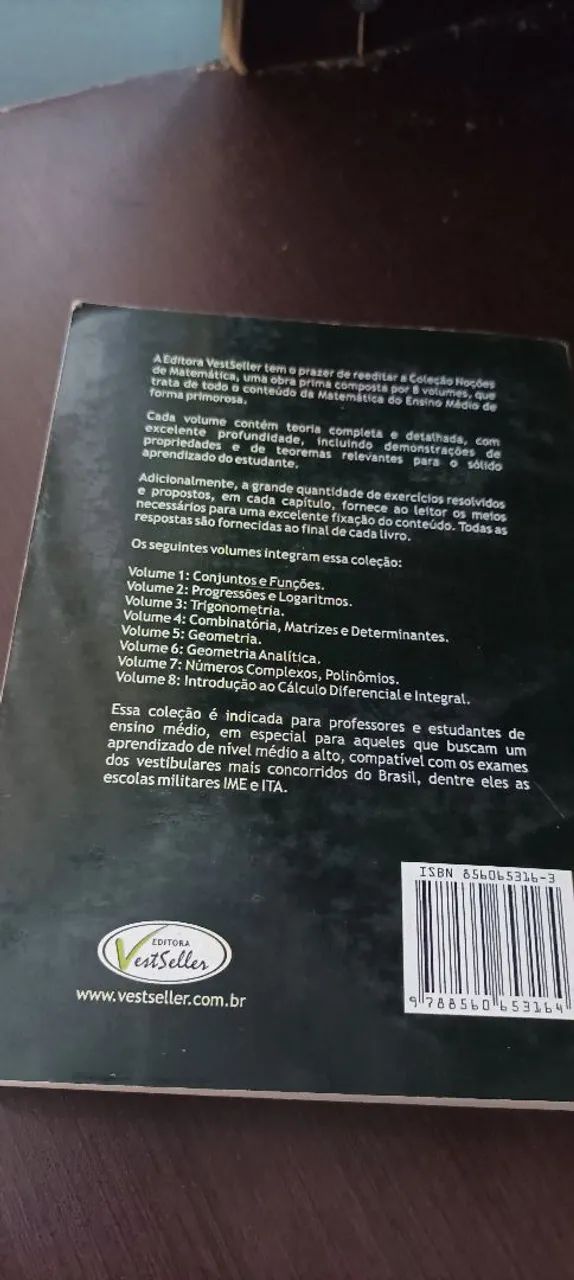 A Editora VestSeller tem o prazer de reeditar a Coleção Noções
de Matemática, uma obra prima composta por 8 volumes, que
trata de todo o conteúdo da Matemática do Ensino Médio de
forma primorosa.
Cada volume contém teoria completa e detalhada, com
excelente profundidade, incluindo demonstrações de
propriedades e de teoremas relevantes para o sólido
aprendizado do estudante.
Adicionalmente, a grande quantidade de exercícios resolvidos
e propostos, em cada capítulo, fornece ao leitor os meios
necessários para uma excelente fixação do conteúdo. Todas as
respostas são fornecidas ao final de cada livro.
Os seguintes volumes integram essa coleção:
Volume 1: Conjuntos e Funções.
Volume 2: Progressões e Logaritmos.
Volume 3: Trigonometria.
Volume 4: Combinatória, Matrizes e Determinantes.
Volume 5: Geometria.
Volume 6: Geometria Analítica.
Volume 7: Números Complexos, Polinômios.
Volume 8: Introdução ao Cálculo Diferencial e Integral.
Essa coleção é indicada para professores e estudantes de
ensino médio, em especial para aqueles que buscam um
aprendizado de nível médio a alto, compatível com os exames
dos vestibulares mais concorridos do Brasil, dentre eles as
escolas militares IME e ITA.
ISBN 856065316-3
9 788560 653164
EDITORA
VestSeller
www.vestseller.com.br